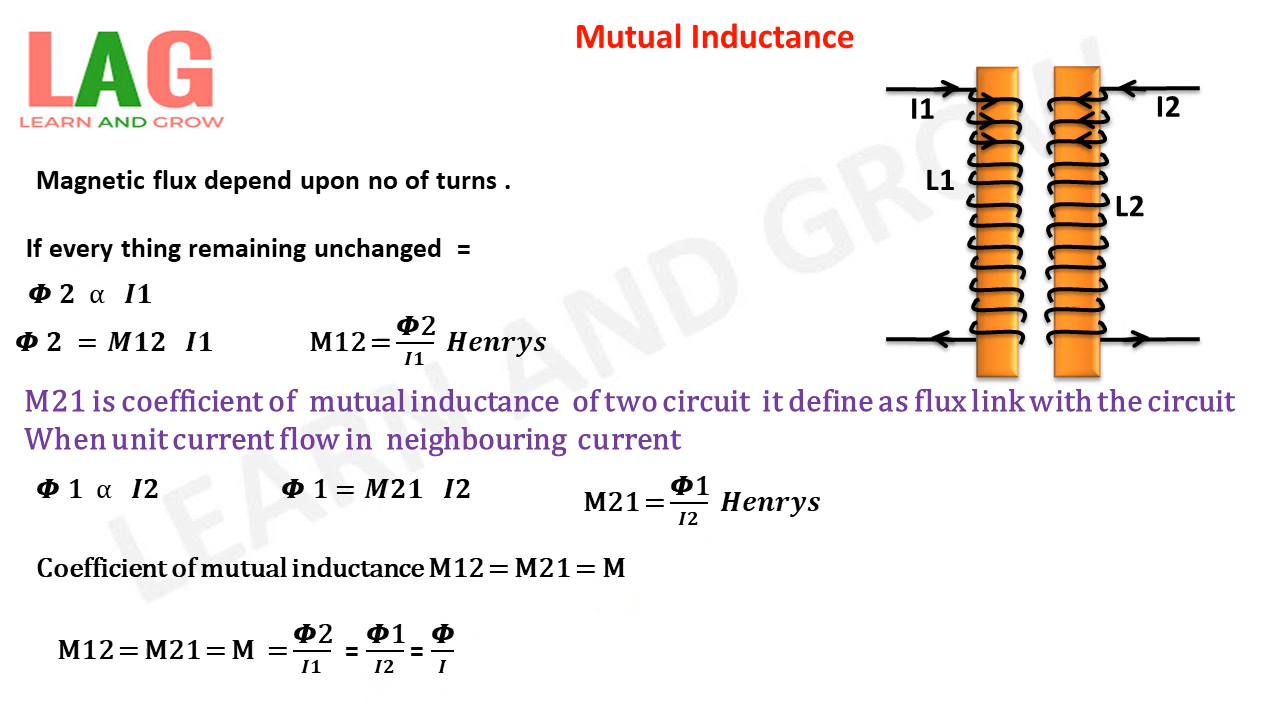 LAG
LEARN AND GROW
Mutual Inductance
I1
I2
L1
L2
Magnetic flux depend upon no of turns .
If every thing remaining unchanged =
Φ 2 α I1
Φ 2 = M12 I1 M12 = Φ2/I1 Henrys
M21 is coefficient of mutual inductance of two circuit it define as flux link with the circuit
When unit current flow in neighbouring current
Φ 1 α I2 Φ 1 = M21 I2 M21 = Φ1/I2 Henrys
Coefficient of mutual inductance M12 = M21 = M
M12 = M21 = M = Φ2/I1 = Φ1/I2 = Φ/I
LEARN AND GROW